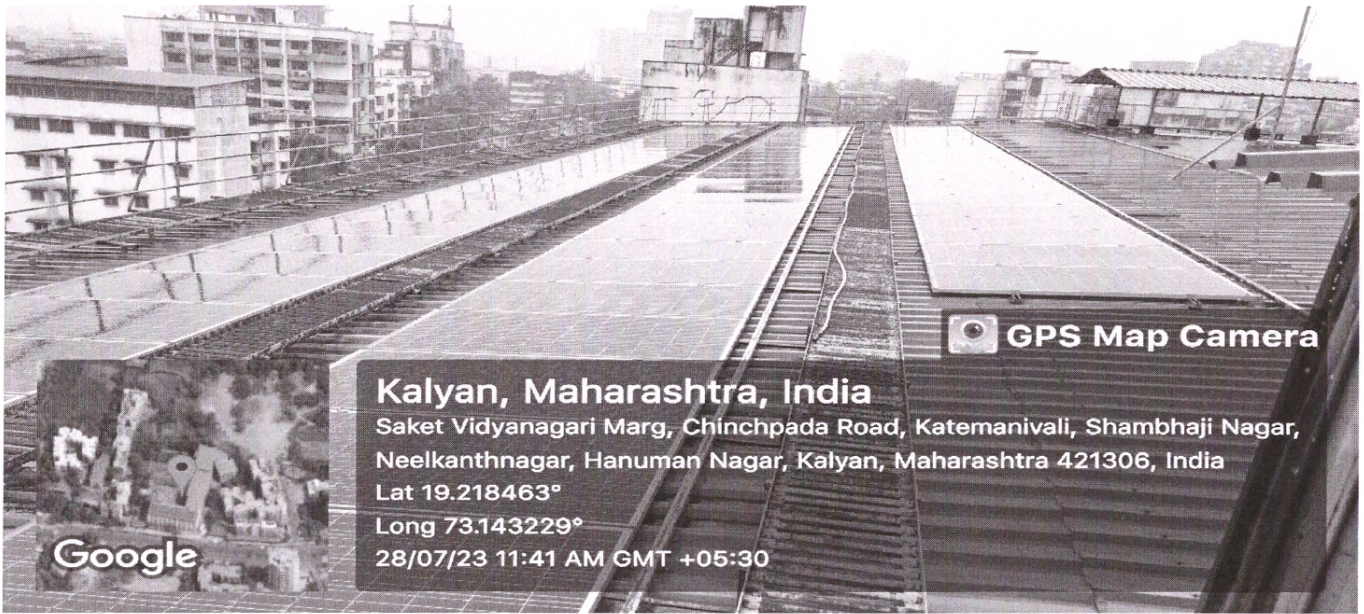 GPS Map Camera
Kalyan, Maharashtra, India
Saket Vidyanagari Marg, Chinchpada Road, Katemanivali, Shambhaji Nagar,
Neelkanthnagar, Hanuman Nagar, Kalyan, Maharashtra 421306, India
Lat 19.218463°
Long 73.143229°
28/07/23 11:41 AM GMT +05:30
Google